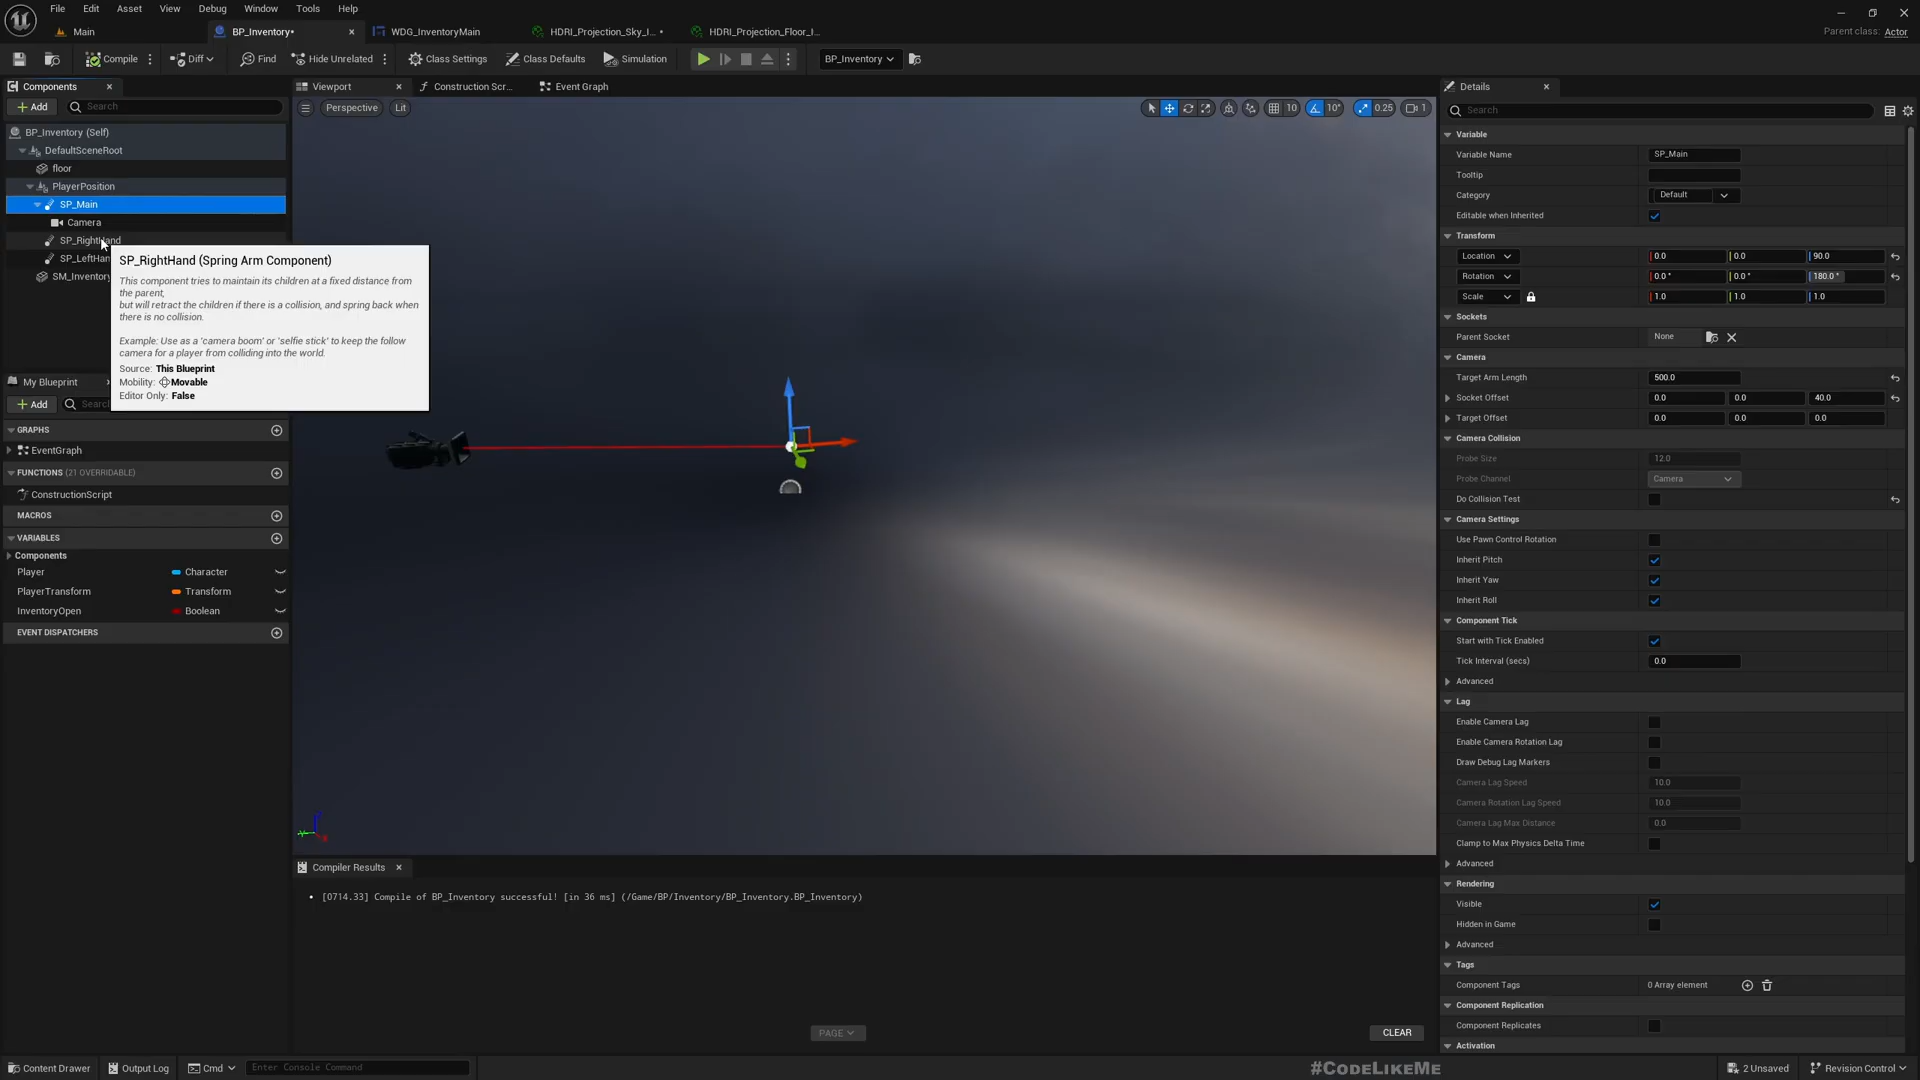 File Edit Asset View Window Debug Tools Help
Main BP_Inventory• WDG_InventoryMain HDRI_Projection_Sky_I... • HDRI_Projection_Floor_I...
Parent class: Actor
Compile Diff Find Hide Unrelated Class Settings Class Defaults Simulation BP_Inventory
Components
Add Search
BP_Inventory (Self)
DefaultSceneRoot
floor
PlayerPosition
SP_Main
Camera
SP_RightHand
SP_LeftHan
SM_Inventory
SP_RightHand (Spring Arm Component)
This component tries to maintain its children at a fixed distance from
the parent,
but will retract the children if there is a collision, and spring back when
there is no collision.
Example: Use as a 'camera boom' or 'selfie stick' to keep the follow
camera for a player from colliding into the world.
Source: This Blueprint
Mobility: Movable
Editor Only: False
My Blueprint
Add Searc
GRAPHS
EventGraph
FUNCTIONS (21 OVERRIDABLE)
ConstructionScript
MACROS
VARIABLES
Components
Player Character
PlayerTransform Transform
InventoryOpen Boolean
EVENT DISPATCHERS
Viewport Construction Scr... Event Graph
Perspective Lit 10 10° 0.25 1
Compiler Results
• [0714.33] Compile of BP_Inventory successful! [in 36 ms] (/Game/BP/Inventory/BP_Inventory.BP_Inventory)
PAGE CLEAR
Details
Search
Variable
Variable Name SP_Main
Tooltip
Category Default
Editable when Inherited
Transform
Location 0.0 0.0 90.0
Rotation 0.0 ° 0.0 ° 180.0 °
Scale 1.0 1.0 1.0
Sockets
Parent Socket None
Camera
Target Arm Length 500.0
Socket Offset 0.0 0.0 40.0
Target Offset 0.0 0.0 0.0
Camera Collision
Probe Size 12.0
Probe Channel Camera
Do Collision Test
Camera Settings
Use Pawn Control Rotation
Inherit Pitch
Inherit Yaw
Inherit Roll
Component Tick
Start with Tick Enabled
Tick Interval (secs) 0.0
Advanced
Lag
Enable Camera Lag
Enable Camera Rotation Lag
Draw Debug Lag Markers
Camera Lag Speed 10.0
Camera Rotation Lag Speed 10.0
Camera Lag Max Distance 0.0
Clamp to Max Physics Delta Time
Advanced
Rendering
Visible
Hidden in Game
Advanced
Tags
Component Tags 0 Array element
Component Replication
Component Replicates
Activation
Content Drawer Output Log Cmd Enter Console Command #CodeLikeMe 2 Unsaved Revision Control